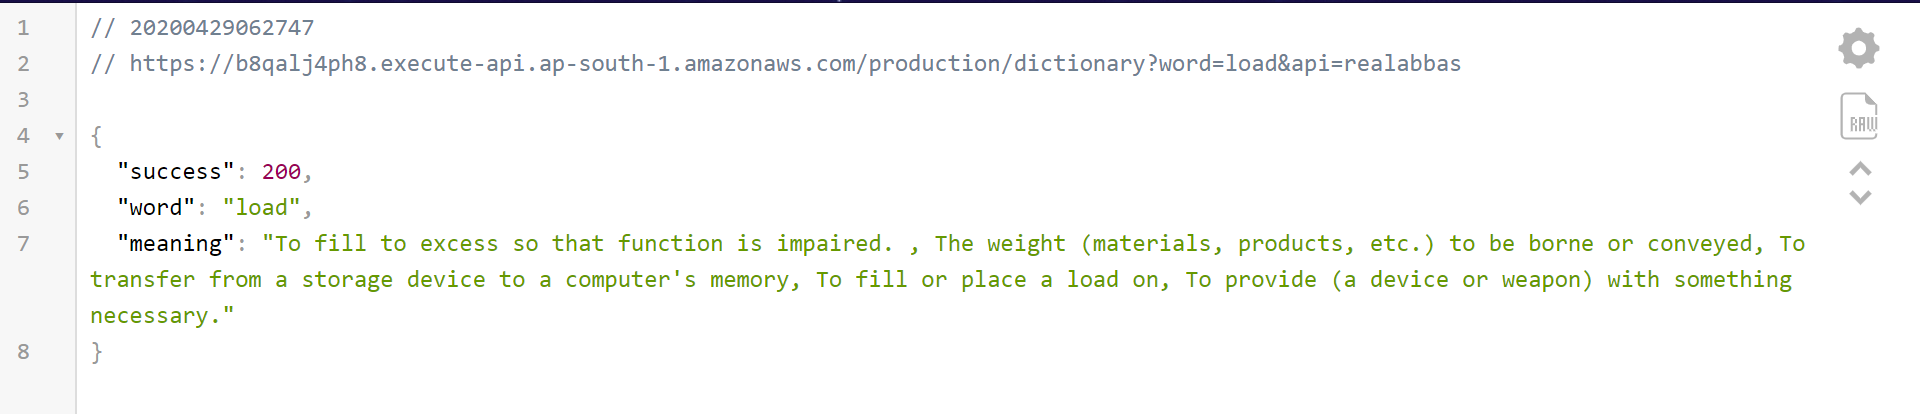 1 // 20200429062747
2 // https://b8qalj4ph8.execute-api.ap-south-1.amazonaws.com/production/dictionary?word=load&api=realabbas
3
4 {
5 "success": 200,
6 "word": "load",
7 "meaning": "To fill to excess so that function is impaired. , The weight (materials, products, etc.) to be borne or conveyed, To
transfer from a storage device to a computer's memory, To fill or place a load on, To provide (a device or weapon) with something
necessary."
8 }
RAW